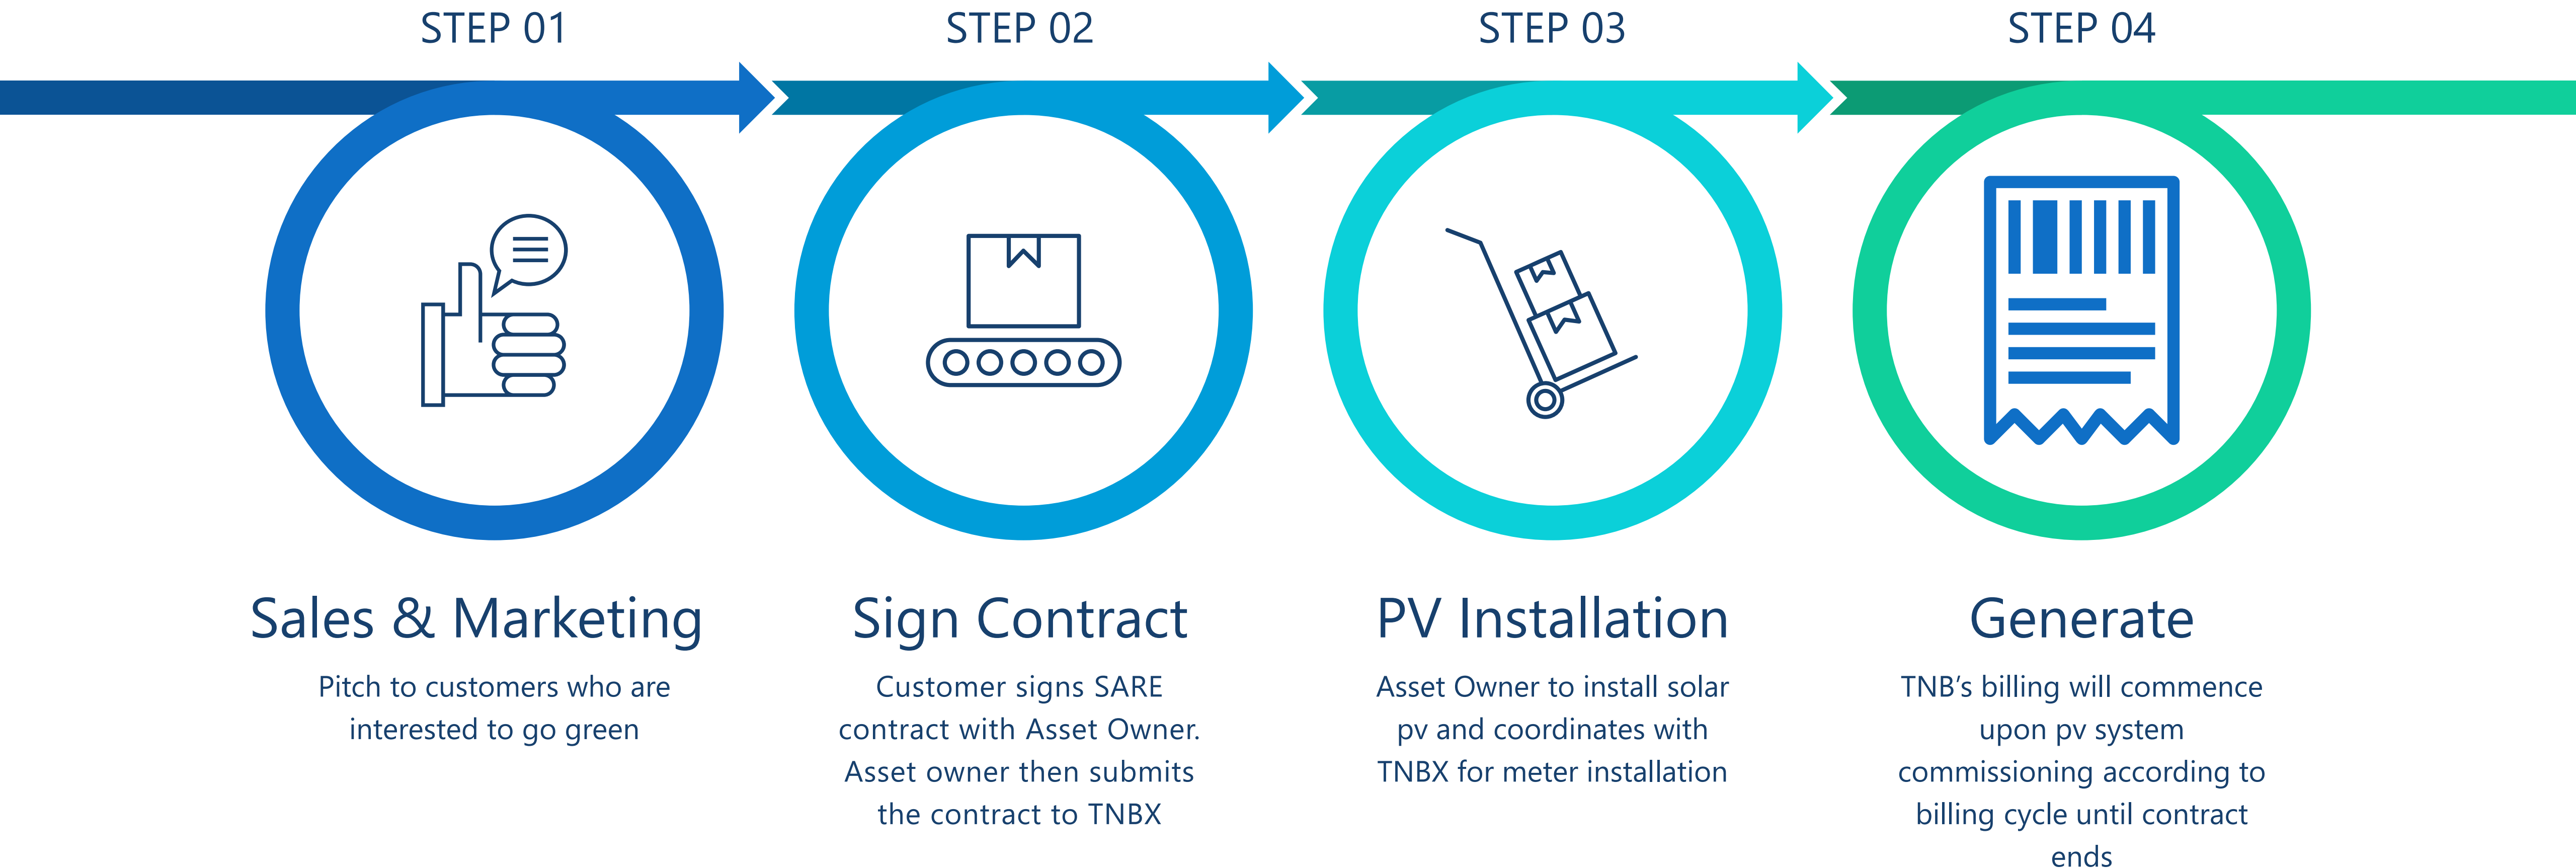 STEP 01
Sales & Marketing
Pitch to customers who are
interested to go green
STEP 02
Sign Contract
Customer signs SARE
contract with Asset Owner.
Asset owner then submits
the contract to TNBX
STEP 03
PV Installation
Asset Owner to install solar
pv and coordinates with
TNBX for meter installation
STEP 04
Generate
TNB’s billing will commence
upon pv system
commissioning according to
billing cycle until contract
ends